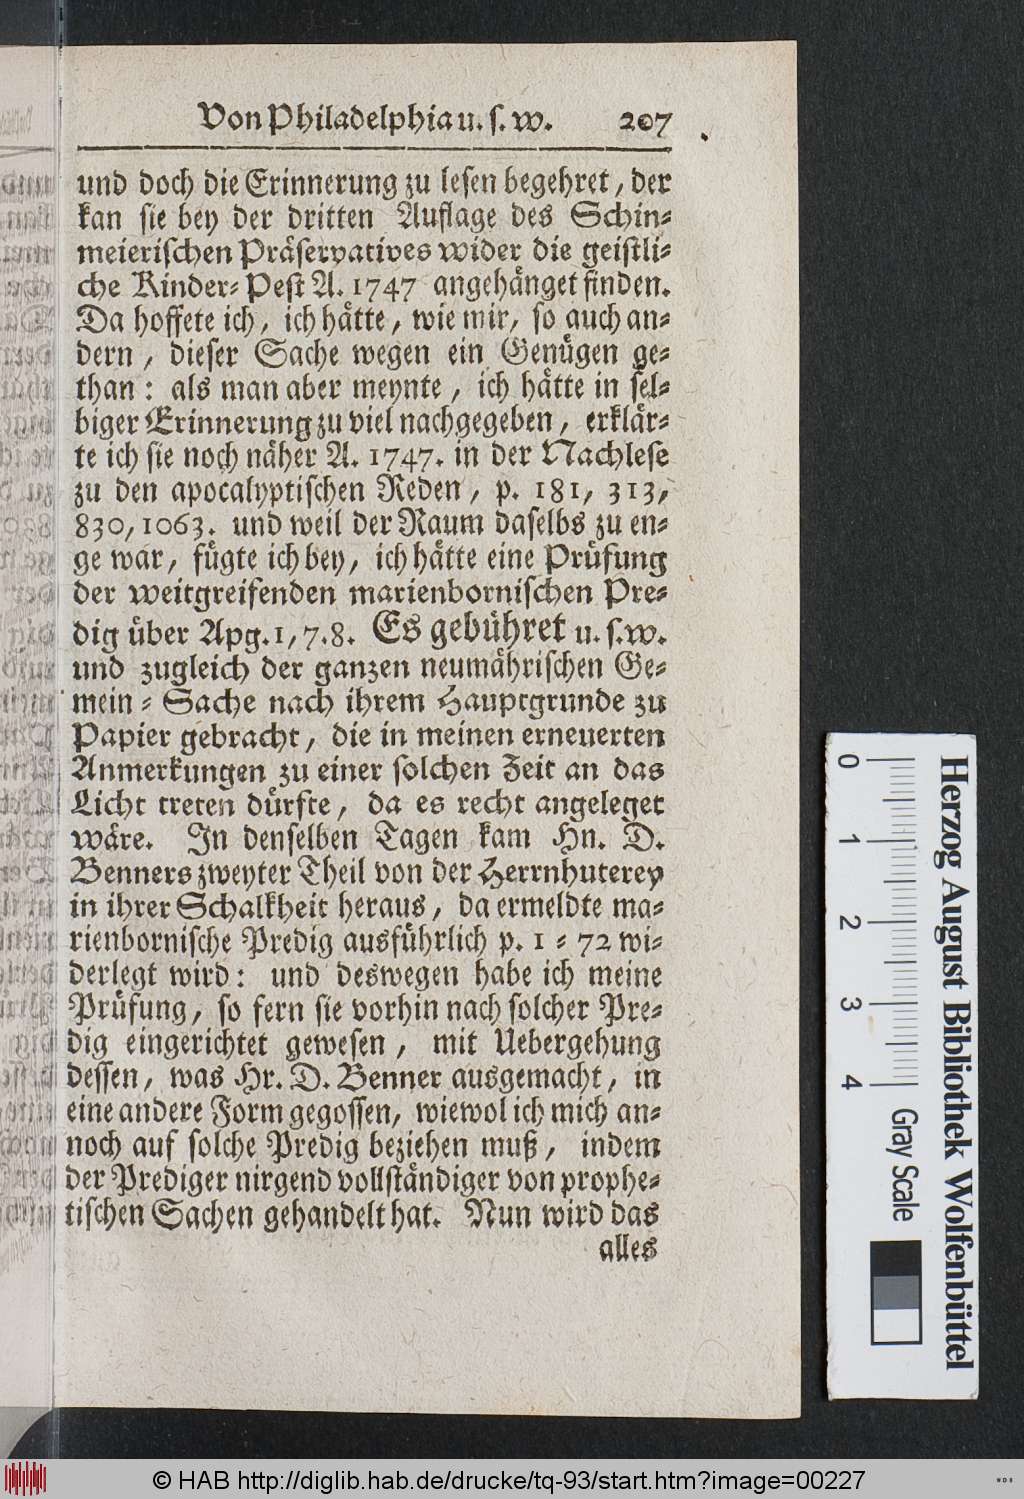 Von Philadelphia u. s. w. 207
und doch die Erinnerung zu lesen begehret, der
kan sie bey der dritten Auflage des Schin-
meierischen Präservatives wider die geistli-
che Kinder-Pest A. 1747 angehänget finden.
Da hoffete ich, ich hätte, wie mir, so auch an-
dern, dieser Sache wegen ein Genügen ge-
than: als man aber meynte, ich hätte in sel-
biger Erinnerung zu viel nachgegeben, erklär-
te ich sie noch näher A. 1747. in der Nachlese
zu den apocalyptischen Reden, p. 181, 313,
830, 1063. und weil der Raum daselbs zu en-
ge war, fügte ich bey, ich hätte eine Prüfung
der weitgreifenden marienbornischen Pre-
dig über Apg. 1, 7. 8. Es gebühret u. s. w.
und zugleich der ganzen neumährischen Ge-
mein-Sache nach ihrem Hauptgrunde zu
Papier gebracht, die in meinen erneuerten
Anmerkungen zu einer solchen Zeit an das
Licht treten dürfte, da es recht angeleget
wäre. In denselben Tagen kam Hn. D.
Benners zweyter Theil von der Herrnhuterey
in ihrer Schalkheit heraus, da ermeldte ma-
rienbornische Predig ausführlich p. 1-72 wi-
derlegt wird: und deswegen habe ich meine
Prüfung, so fern sie vorhin nach solcher Pre-
dig eingerichtet gewesen, mit Uebergehung
dessen, was Hr. D. Benner ausgemacht, in
eine andere Form gegossen, wiewol ich mich an-
noch auf solche Predig beziehen muß, indem
der Prediger nirgend vollständiger von prophe-
tischen Sachen gehandelt hat. Nun wird das
alles
0 1 2 3 4 Gray Scale
Herzog August Bibliothek Wolfenbüttel
© HAB http://diglib.hab.de/drucke/tq-93/start.htm?image=00227